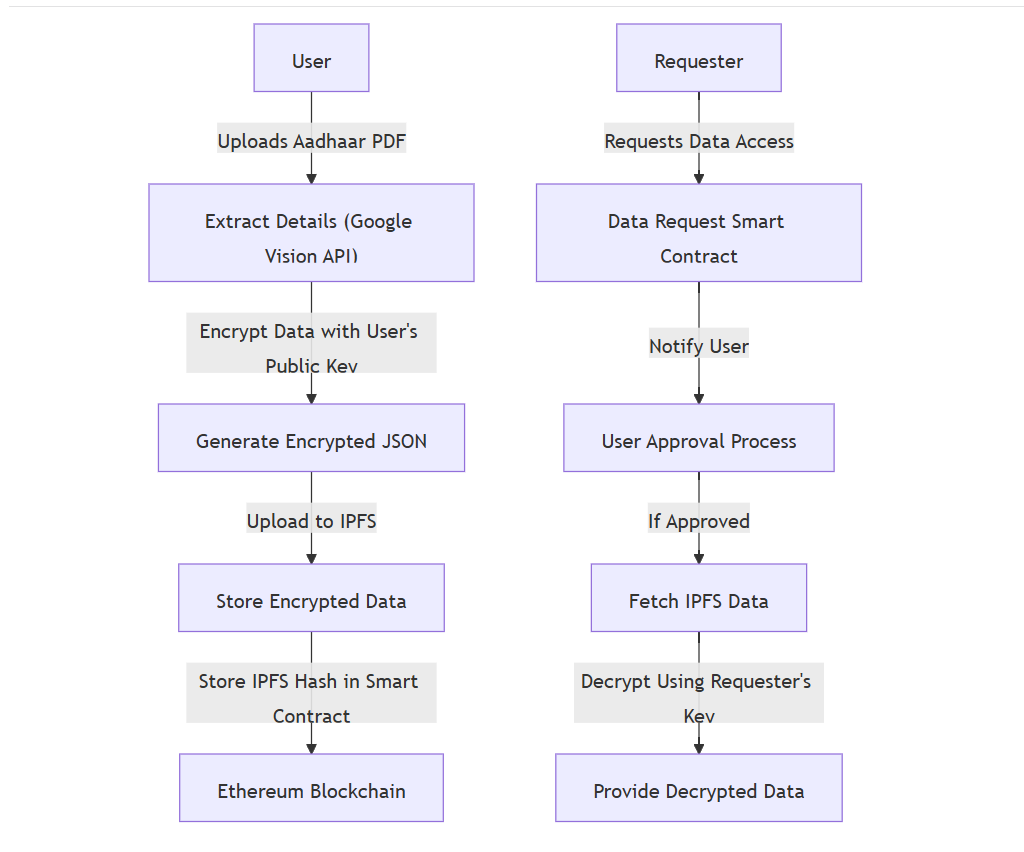 User
Uploads Aadhaar PDF
Extract Details (Google
Vision API)
Encrypt Data with User's
Public Key
Generate Encrypted JSON
Upload to IPFS
Store Encrypted Data
Store IPFS Hash in Smart
Contract
Ethereum Blockchain
Requester
Requests Data Access
Data Request Smart
Contract
Notify User
User Approval Process
If Approved
Fetch IPFS Data
Decrypt Using Requester's
Key
Provide Decrypted Data